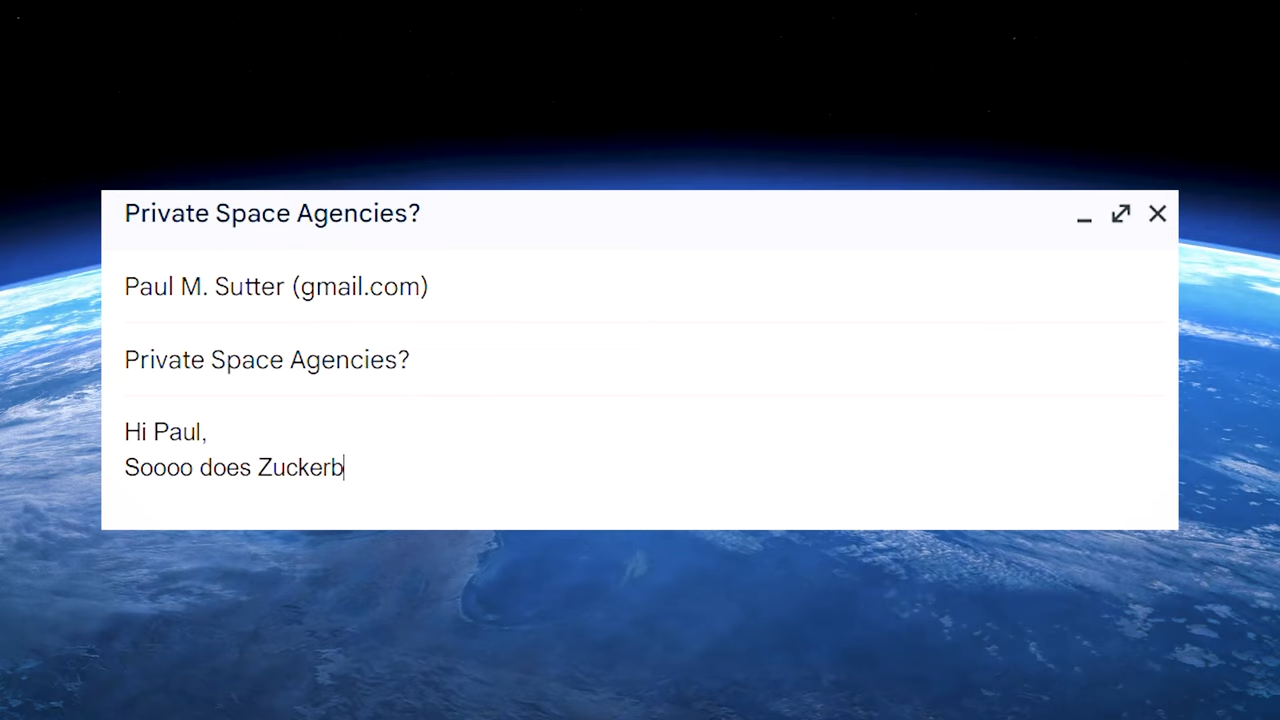 Private Space Agencies?
Paul M. Sutter (gmail.com)
Private Space Agencies?
Hi Paul,
Soooo does Zuckerb